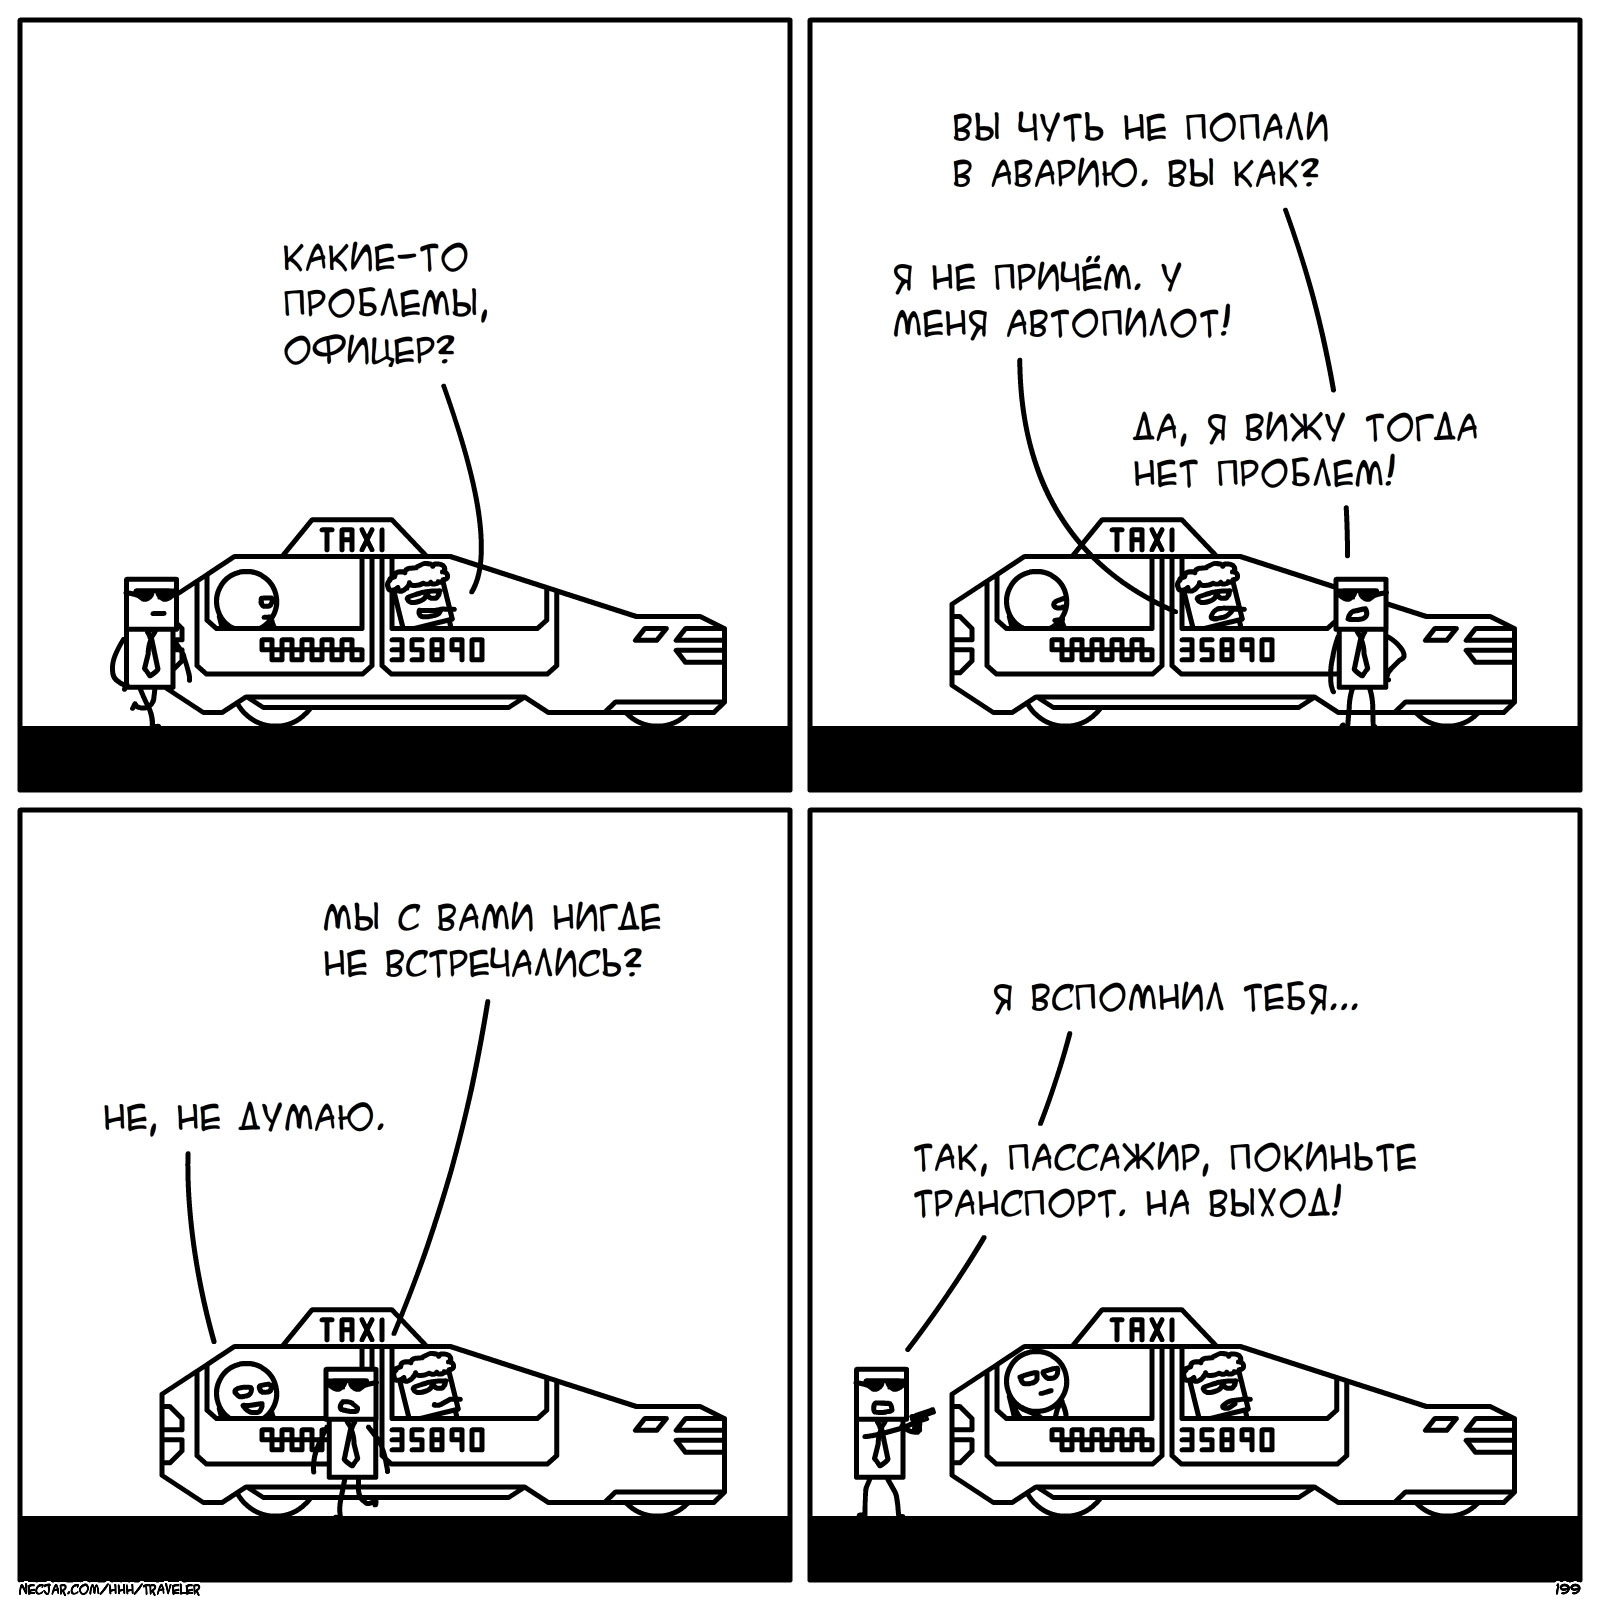 КАКИЕ-ТО
ПРОБЛЕМЫ,
ОФИЦЕР?
TAXI
35890
ВЫ ЧУТЬ НЕ ПОПАЛИ
В АВАРИЮ. ВЫ КАК?
Я НЕ ПРИЧЁМ. У
МЕНЯ АВТОПИЛОТ!
ДА, Я ВИЖУ ТОГДА
НЕТ ПРОБЛЕМ!
TAXI
35890
МЫ С ВАМИ НИГДЕ
НЕ ВСТРЕЧАЛИСЬ?
НЕ, НЕ ДУМАЮ.
TAXI
35890
Я ВСПОМНИЛ ТЕБЯ...
ТАК, ПАССАЖИР, ПОКИНЬТЕ
ТРАНСПОРТ. НА ВЫХОД!
TAXI
35890
NECJAR.COM/HHH/TRAVELER
199